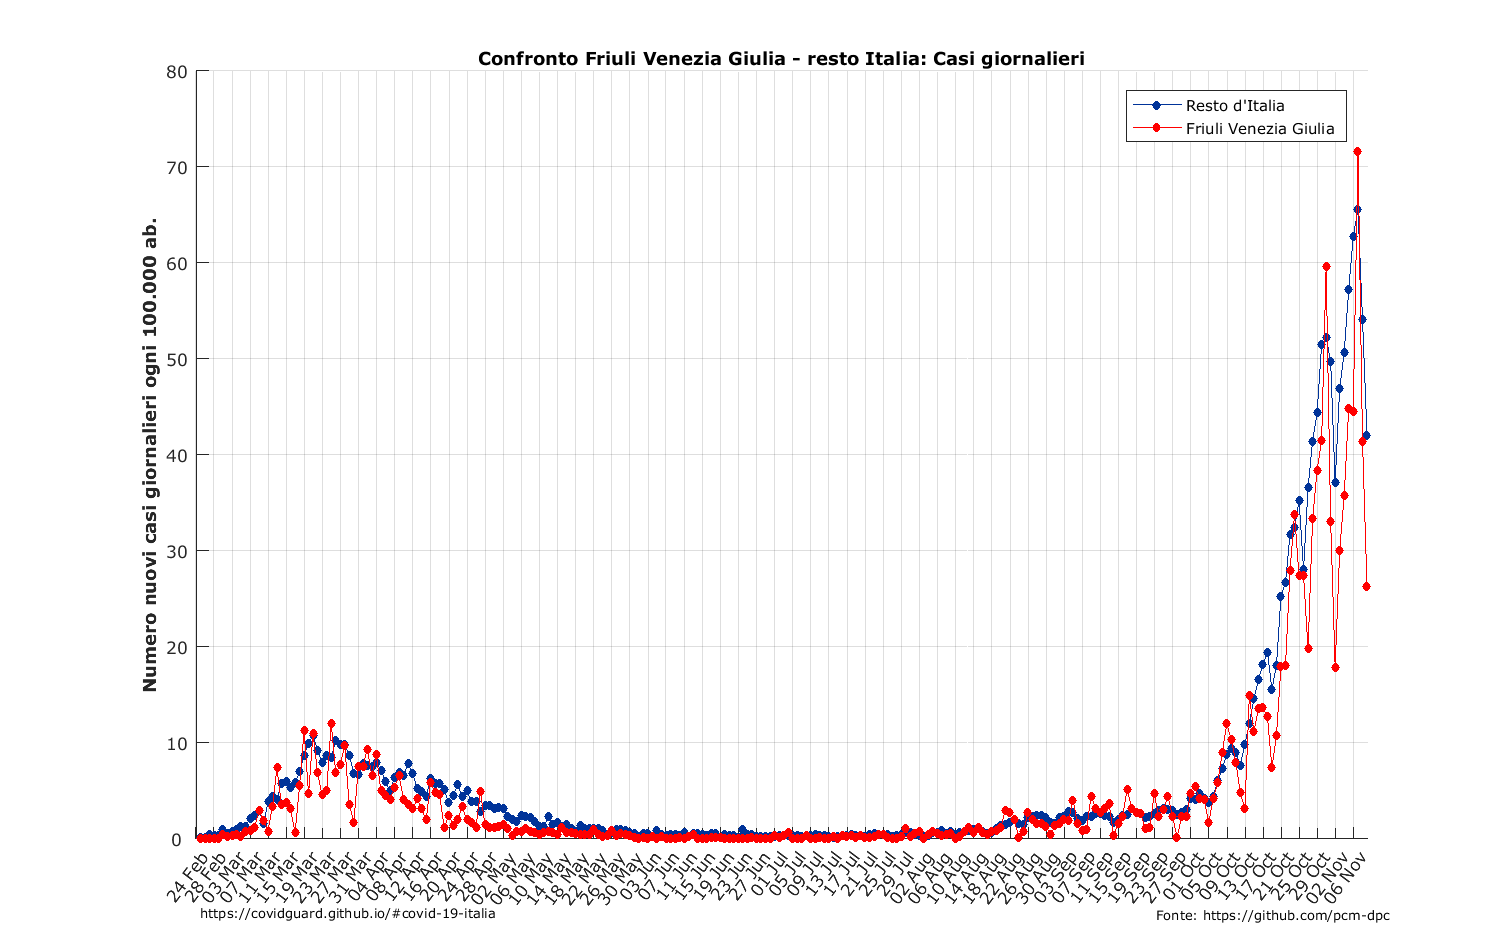 Confronto Friuli Venezia Giulia - resto Italia: Casi giornalieri
Resto d'Italia
Friuli Venezia Giulia
Numero nuovi casi giornalieri ogni 100.000 ab.
80
70
60
50
40
30
20
10
0
24 Feb
28 Feb
03 Mar
07 Mar
11 Mar
15 Mar
19 Mar
23 Mar
27 Mar
31 Mar
04 Apr
08 Apr
12 Apr
16 Apr
20 Apr
24 Apr
28 Apr
02 May
06 May
10 May
14 May
18 May
22 May
26 May
30 May
03 Jun
07 Jun
11 Jun
15 Jun
19 Jun
23 Jun
27 Jun
01 Jul
05 Jul
09 Jul
13 Jul
17 Jul
21 Jul
25 Jul
29 Jul
02 Aug
06 Aug
10 Aug
14 Aug
18 Aug
22 Aug
26 Aug
30 Aug
03 Sep
07 Sep
11 Sep
15 Sep
19 Sep
23 Sep
27 Sep
01 Oct
05 Oct
09 Oct
13 Oct
17 Oct
21 Oct
25 Oct
29 Oct
02 Nov
06 Nov
https://covidguard.github.io/#covid-19-italia
Fonte: https://github.com/pcm-dpc